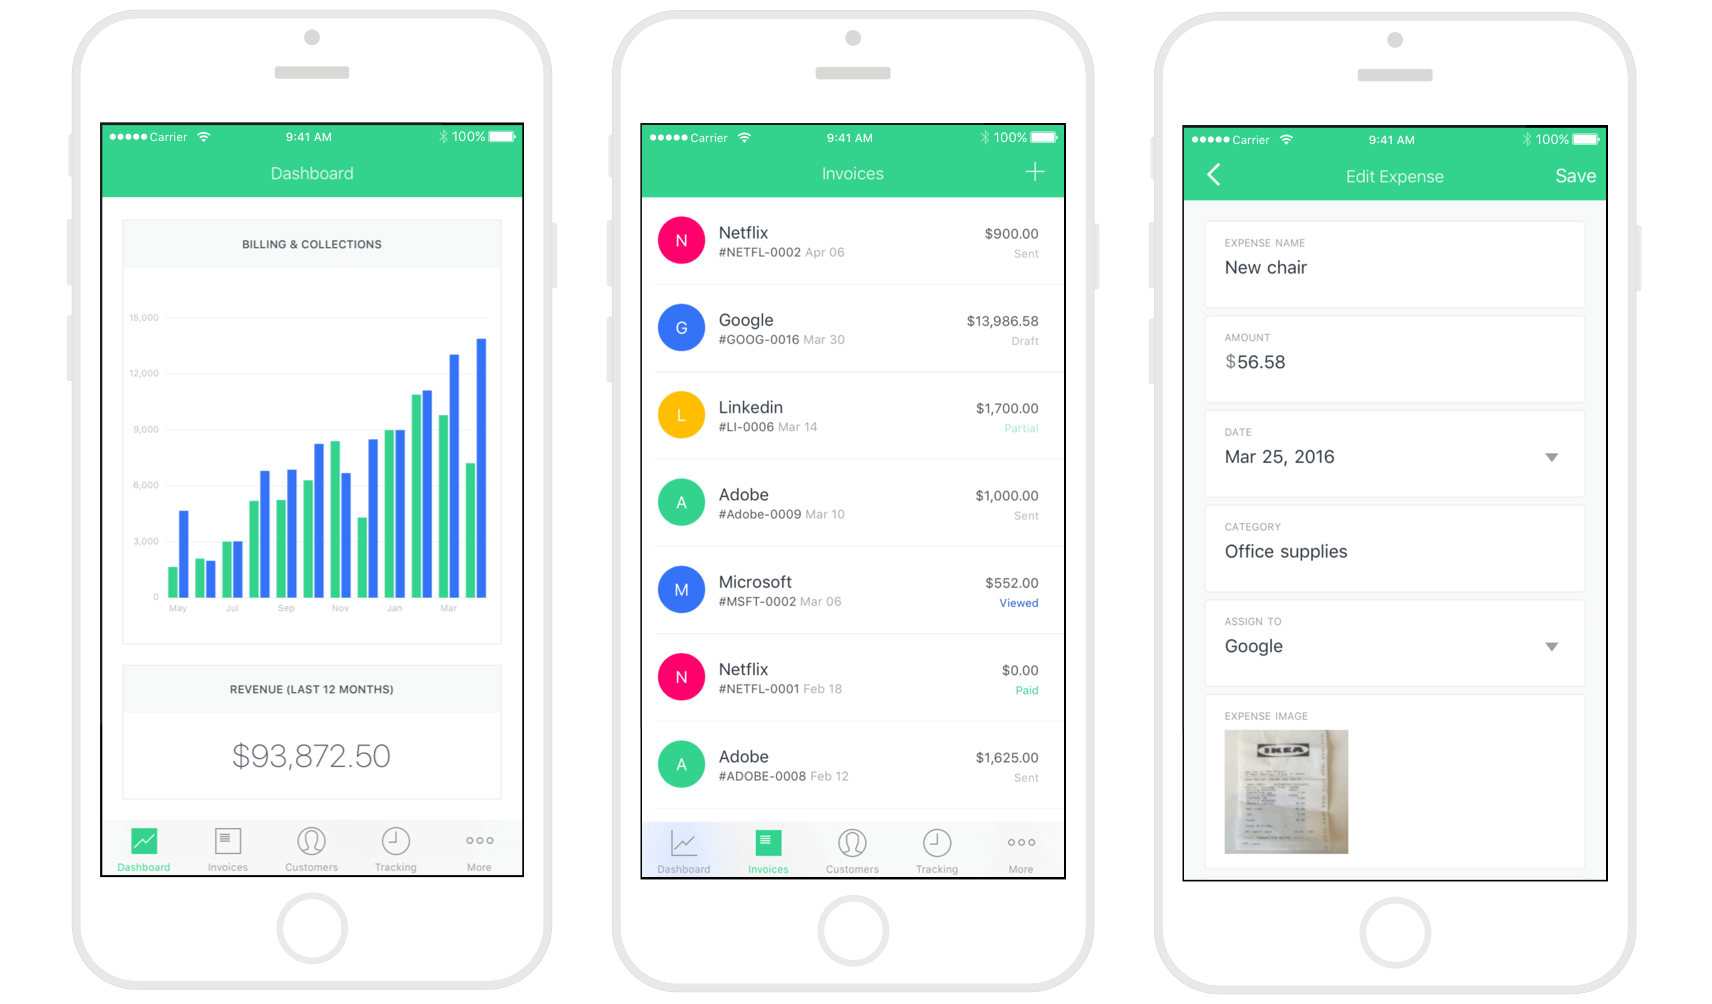 Carrier 9:41 AM 100%
Dashboard
BILLING & COLLECTIONS
15,000
12,000
9,000
6,000
3,000
0
May Jul Sep Nov Jan Mar
REVENUE (LAST 12 MONTHS)
$93,872.50
Dashboard Invoices Customers Tracking More
Carrier 9:41 AM 100%
Invoices +
N Netflix $900.00
#NETFL-0002 Apr 06 Sent
G Google $13,986.58
#GOOG-0016 Mar 30 Draft
L Linkedin $1,700.00
#LI-0006 Mar 14 Partial
A Adobe $1,000.00
#Adobe-0009 Mar 10 Sent
M Microsoft $552.00
#MSFT-0002 Mar 06 Viewed
N Netflix $0.00
#NETFL-0001 Feb 18 Paid
A Adobe $1,625.00
#ADOBE-0008 Feb 12 Sent
Dashboard Invoices Customers Tracking More
Carrier 9:41 AM 100%
Edit Expense Save
EXPENSE NAME
New chair
AMOUNT
$56.58
DATE
Mar 25, 2016
CATEGORY
Office supplies
ASSIGN TO
Google
EXPENSE IMAGE
IKEA